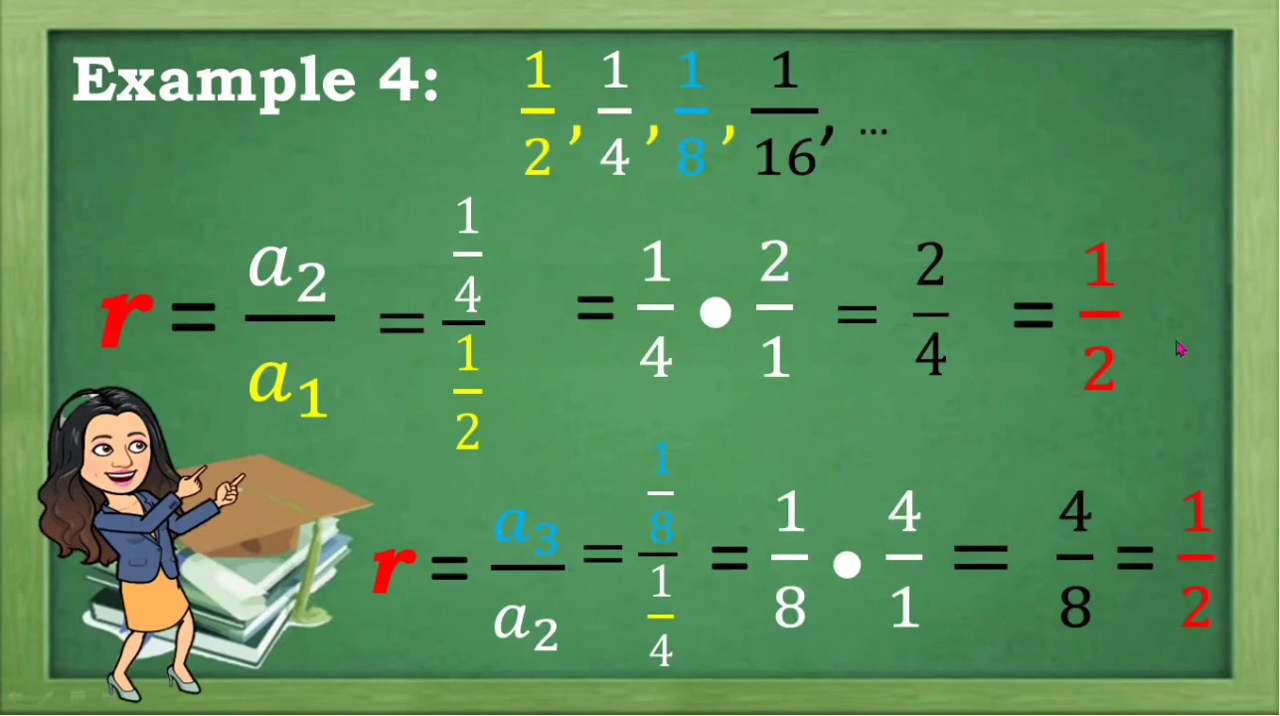 Example 4: 1/2, 1/4, 1/8, 1/16, ...
r = a₂/a₁ = (1/4)/(1/2) = 1/4 • 2/1 = 2/4 = 1/2
r = a₃/a₂ = (1/8)/(1/4) = 1/8 • 4/1 = 4/8 = 1/2